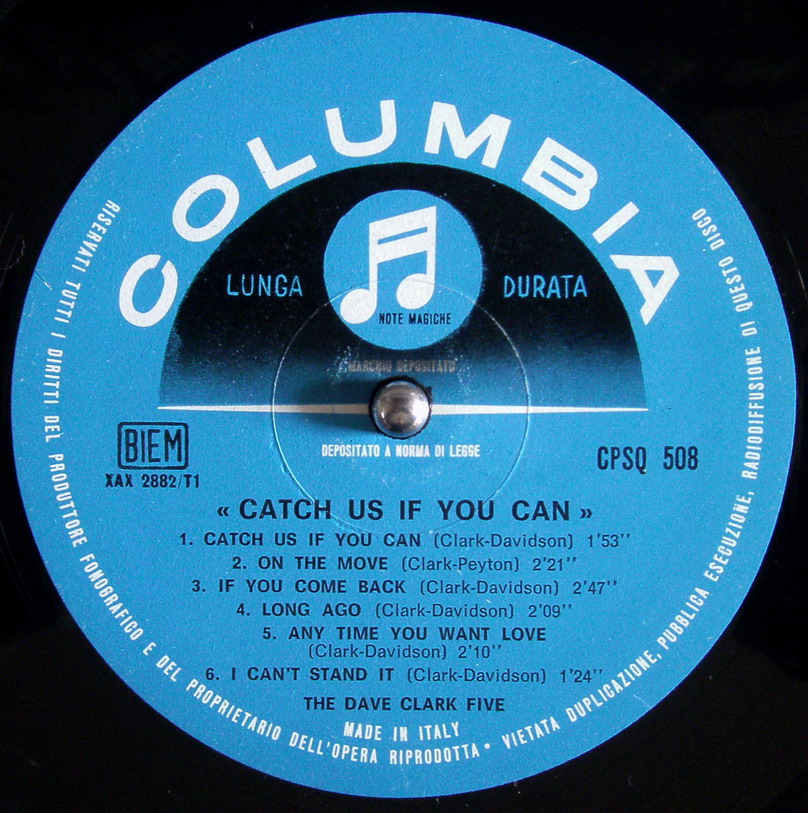 COLUMBIA
LUNGA DURATA
NOTE MAGICHE
MARCHIO DEPOSITATO
DEPOSITATO A NORMA DI LEGGE
BIEM
CPSQ 508
XAX 2882/T1
« CATCH US IF YOU CAN »
1. CATCH US IF YOU CAN (Clark-Davidson) 1'53''
2. ON THE MOVE (Clark-Peyton) 2'21''
3. IF YOU COME BACK (Clark-Davidson) 2'47''
4. LONG AGO (Clark-Davidson) 2'09''
5. ANY TIME YOU WANT LOVE
(Clark-Davidson) 2'10''
6. I CAN'T STAND IT (Clark-Davidson) 1'24''
THE DAVE CLARK FIVE
MADE IN ITALY
RISERVATI TUTTI I DIRITTI DEL PRODUTTORE FONOGRAFICO E DEL PROPRIETARIO DELL'OPERA RIPRODOTTA • VIETATA DUPLICAZIONE, PUBBLICA ESECUZIONE, RADIODIFFUSIONE DI QUESTO DISCO